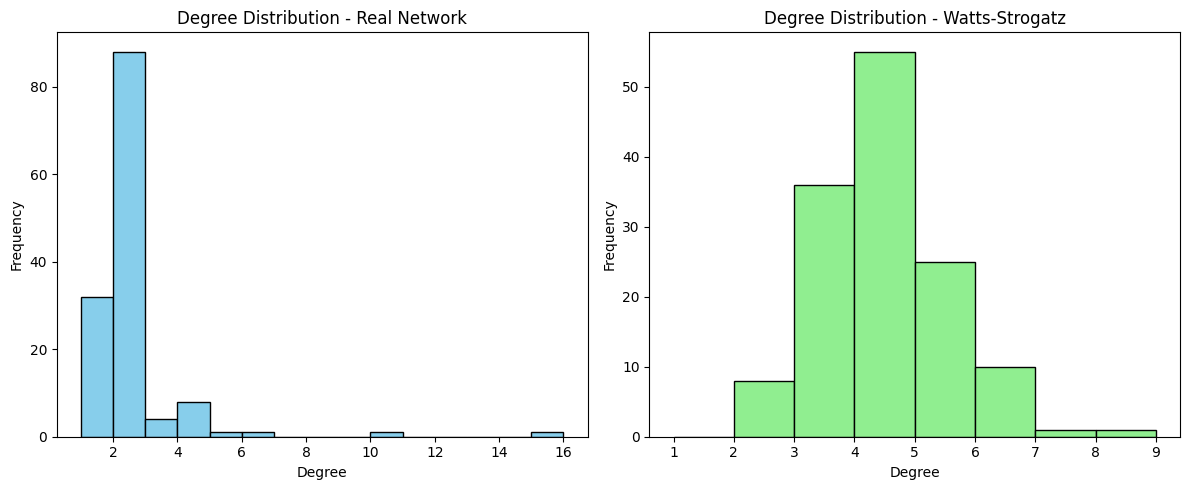 Degree Distribution - Real Network
Frequency
80
60
40
20
0
2 4 6 8 10 12 14 16
Degree
Degree Distribution - Watts-Strogatz
Frequency
50
40
30
20
10
0
1 2 3 4 5 6 7 8 9
Degree